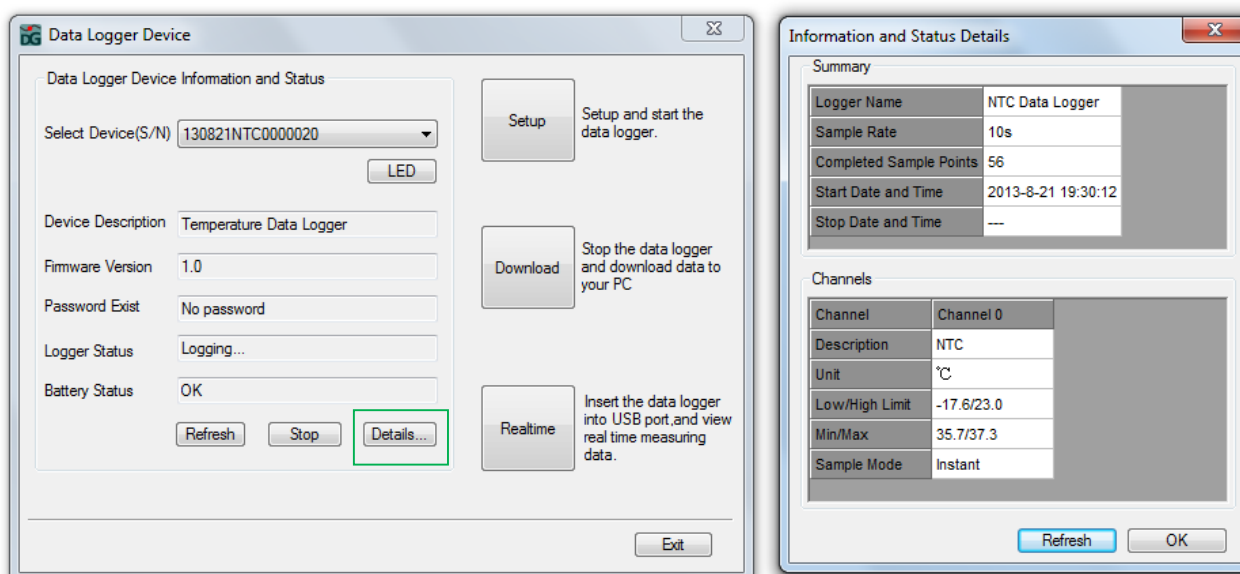 DG
Data Logger Device
Data Logger Device Information and Status
Select Device(S/N) 130821NTC0000020
LED
Device Description Temperature Data Logger
Firmware Version 1.0
Password Exist No password
Logger Status Logging...
Battery Status OK
Refresh Stop Details...
Setup
Setup and start the
data logger.
Download
Stop the data logger
and download data to
your PC
Realtime
Insert the data logger
into USB port,and view
real time measuring
data.
Exit
Information and Status Details
Summary
Logger Name NTC Data Logger
Sample Rate 10s
Completed Sample Points 56
Start Date and Time 2013-8-21 19:30:12
Stop Date and Time ---
Channels
Channel Channel 0
Description NTC
Unit ℃
Low/High Limit -17.6/23.0
Min/Max 35.7/37.3
Sample Mode Instant
Refresh OK